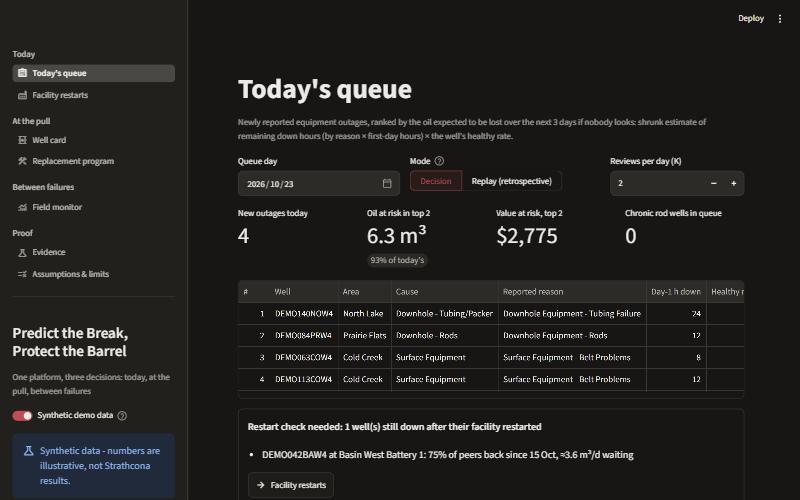 Deploy
Today
Today's queue
Facility restarts
At the pull
Well card
Replacement program
Between failures
Field monitor
Proof
Evidence
Assumptions & limits
Predict the Break,
Protect the Barrel
One platform, three decisions: today, at the
pull, between failures
Synthetic demo data
Synthetic data - numbers are
illustrative, not Strathcona
results.
Today's queue
Newly reported equipment outages, ranked by the oil expected to be lost over the next 3 days if nobody looks: shrunk estimate of
remaining down hours (by reason × first-day hours) × the well's healthy rate.
Queue day Mode Reviews per day (K)
2026/10/23 Decision Replay (retrospective) 2 − +
New outages today Oil at risk in top 2 Value at risk, top 2 Chronic rod wells in queue
4 6.3 m³ $2,775 0
93% of today's
# Well Area Cause Reported reason Day-1 h down Healthy r
1 DEMO140NOW4 North Lake Downhole - Tubing/Packer Downhole Equipment - Tubing Failure 24
2 DEMO084PRW4 Prairie Flats Downhole - Rods Downhole Equipment - Rods 12
3 DEMO063COW4 Cold Creek Surface Equipment Surface Equipment - Belt Problems 8
4 DEMO113COW4 Cold Creek Surface Equipment Surface Equipment - Belt Problems 12
Restart check needed: 1 well(s) still down after their facility restarted
• DEMO042BAW4 at Basin West Battery 1: 75% of peers back since 15 Oct, ≈3.6 m³/d waiting
→ Facility restarts